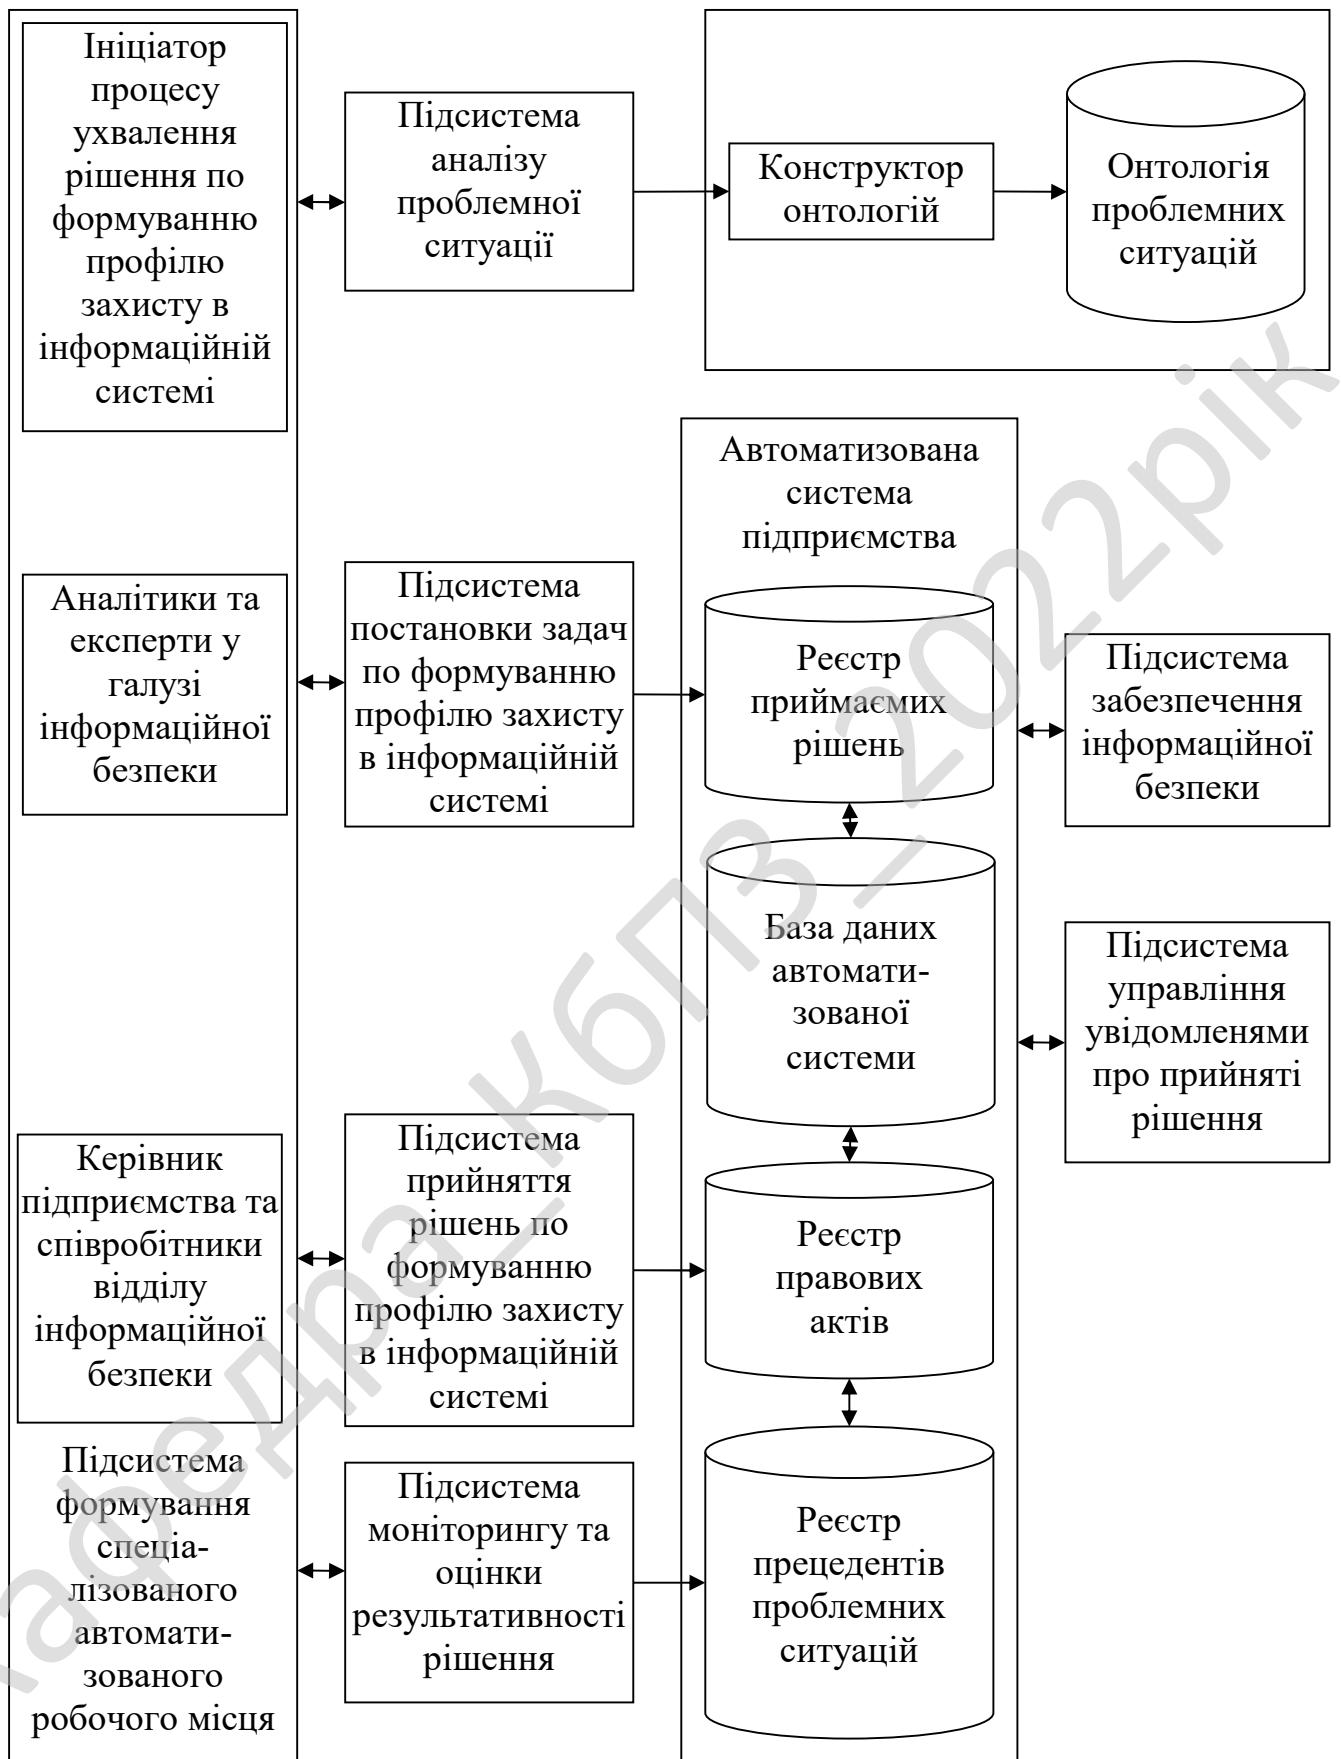 Ініціатор
процесу
ухвалення
рішення по
формуванню
профілю
захисту в
інформаційній
системі
Підсистема
аналізу
проблемної
ситуації
Конструктор
онтологій
Онтологія
проблемних
ситуацій
Аналітики та
експерти у
галузі
інформаційної
безпеки
Підсистема
постановки задач
по формуванню
профілю захисту
в інформаційній
системі
Автоматизована
система
підприємства
Реєстр
приймаємих
рішень
Підсистема
забезпечення
інформаційної
безпеки
База даних
автомати-
зованої
системи
Підсистема
управління
увідомленями
про прийняті
рішення
Керівник
підприємства та
співробітники
відділу
інформаційної
безпеки
Підсистема
прийняття
рішень по
формуванню
профілю захисту
в інформаційній
системі
Реєстр
правових
актів
Підсистема
формування
спеціа-
лізованого
автомати-
зованого
робочого місця
Підсистема
моніторингу та
оцінки
результативності
рішення
Реєстр
прецедентів
проблемних
ситуацій
кафедра_КбПЗ_2022рік